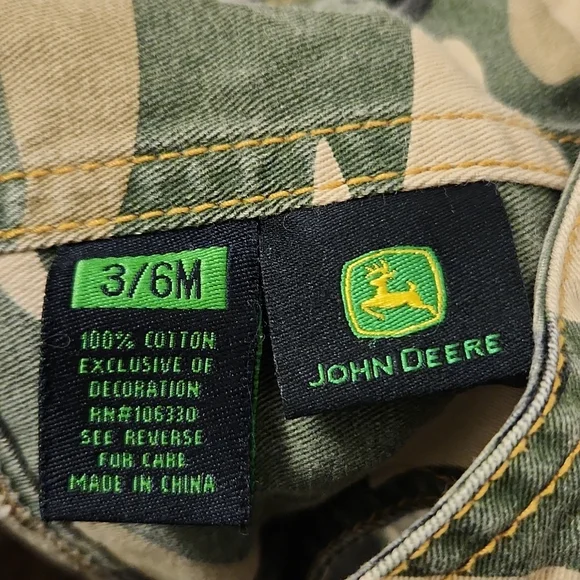 3/6M
100% COTTON
EXCLUSIVE OF
DECORATION
RN#106330
SEE REVERSE
FOR CARE
MADE IN CHINA
JOHN DEERE